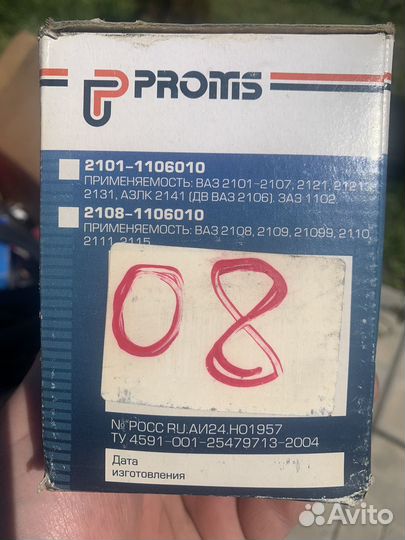 PROMS
2101-1106010
ПРИМЕНЯЕМОСТЬ: ВАЗ 2101-2107, 2121,
2131, АЗЛК 2141 (ДВ ВАЗ 2106). ЗАЗ 1102
2108-1106010
ПРИМЕНЯЕМОСТЬ: ВАЗ 2108, 2109, 21099, 2110,
2111, 2115
08
№ РОСС RU.АИ24.Н01957
ТУ 4591-001-25479713-2004
Дата
изготовления
Avito